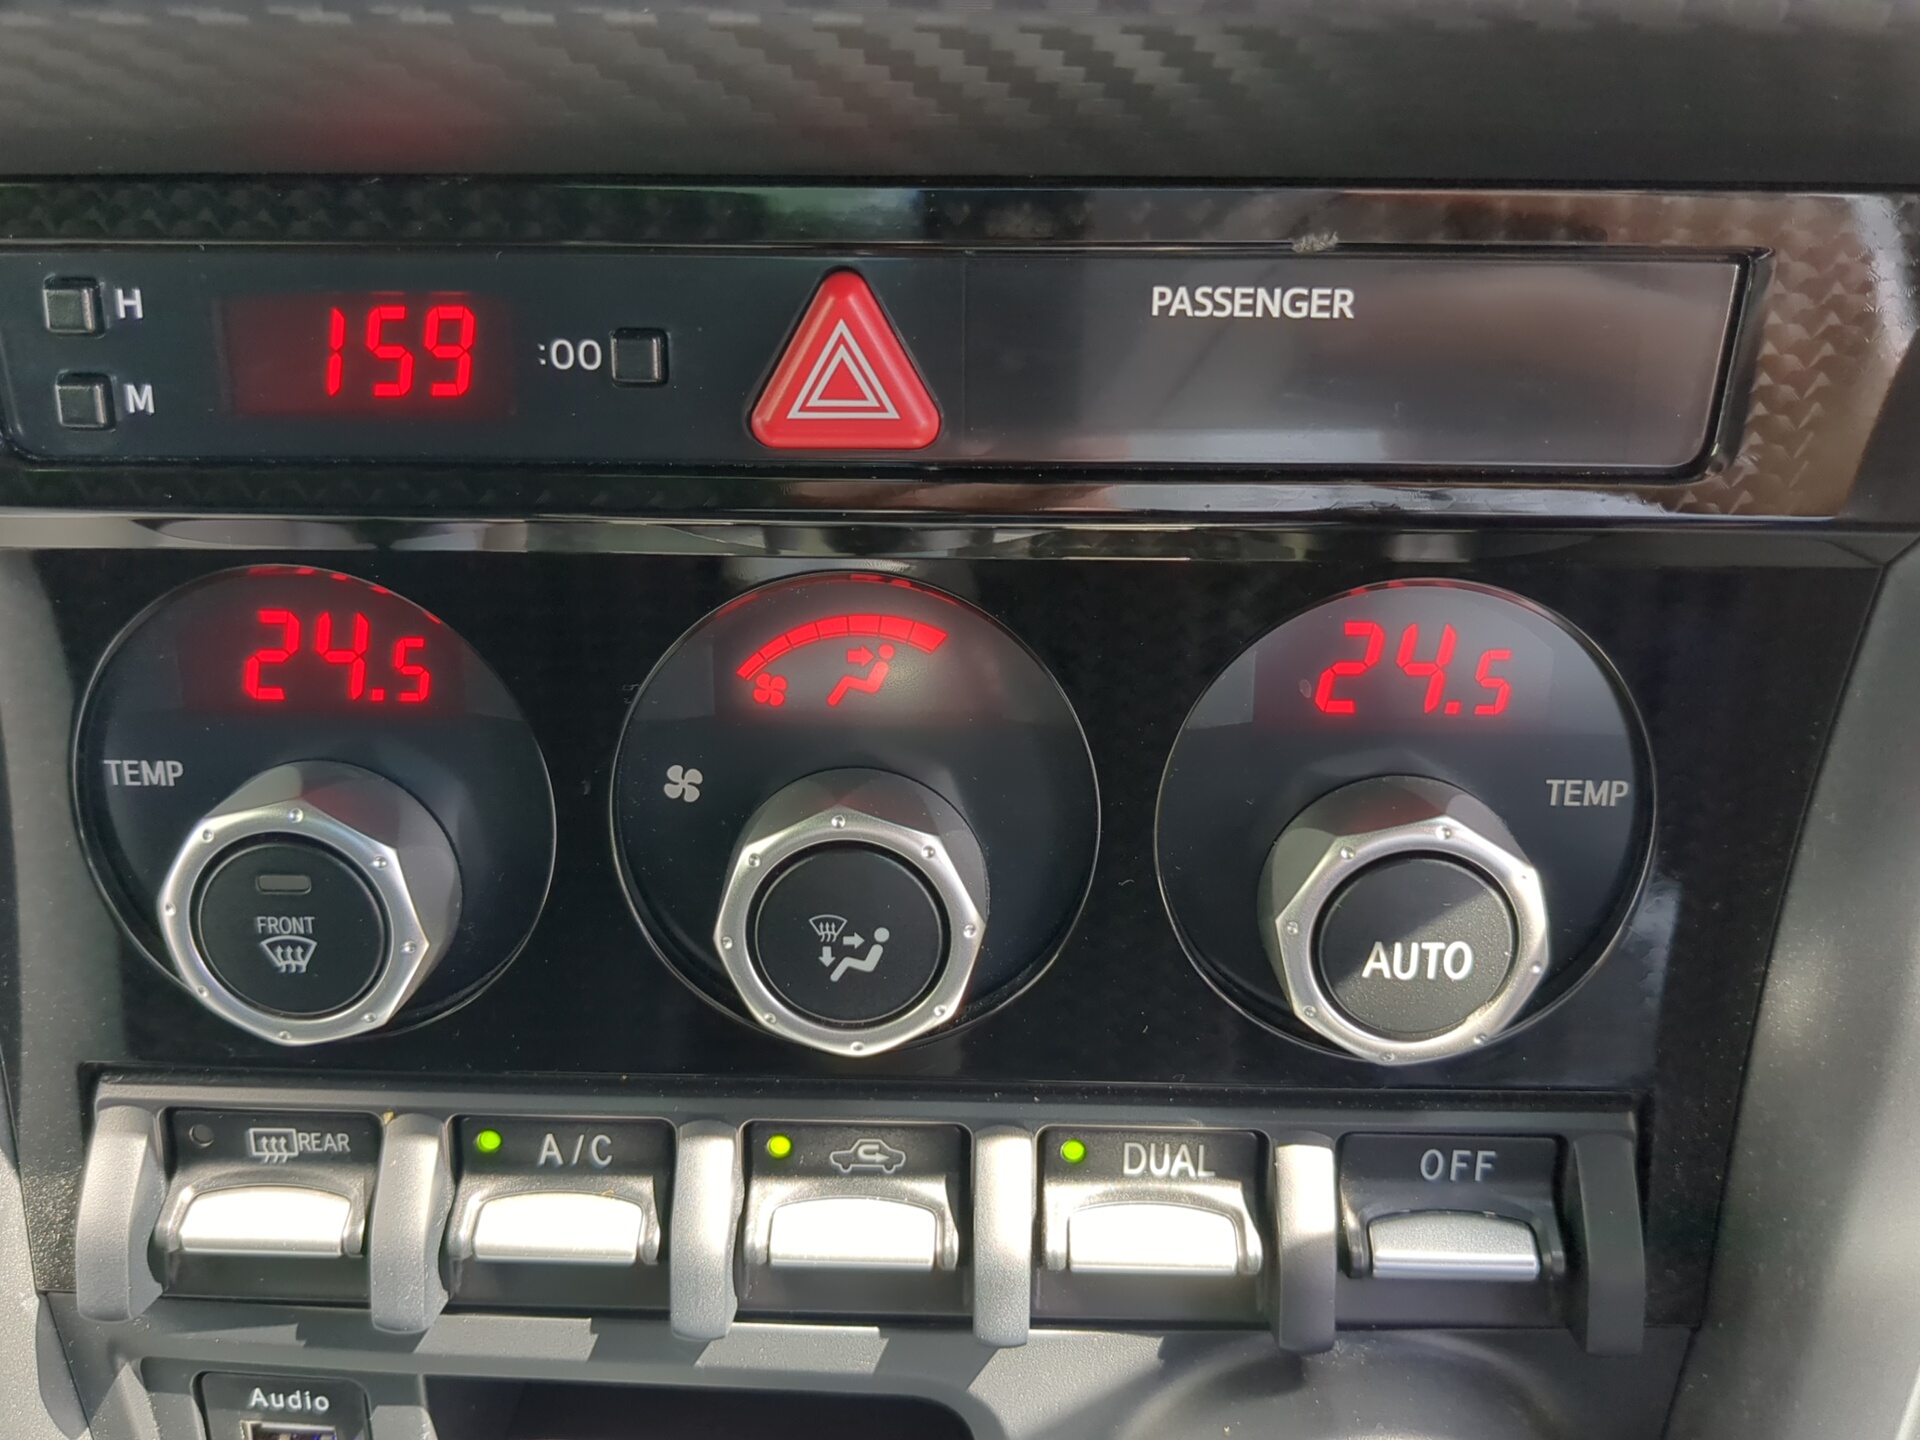 H
159
:00
PASSENGER
M
24.5
24.5
TEMP
TEMP
FRONT
AUTO
REAR
A/C
DUAL
OFF
Audio